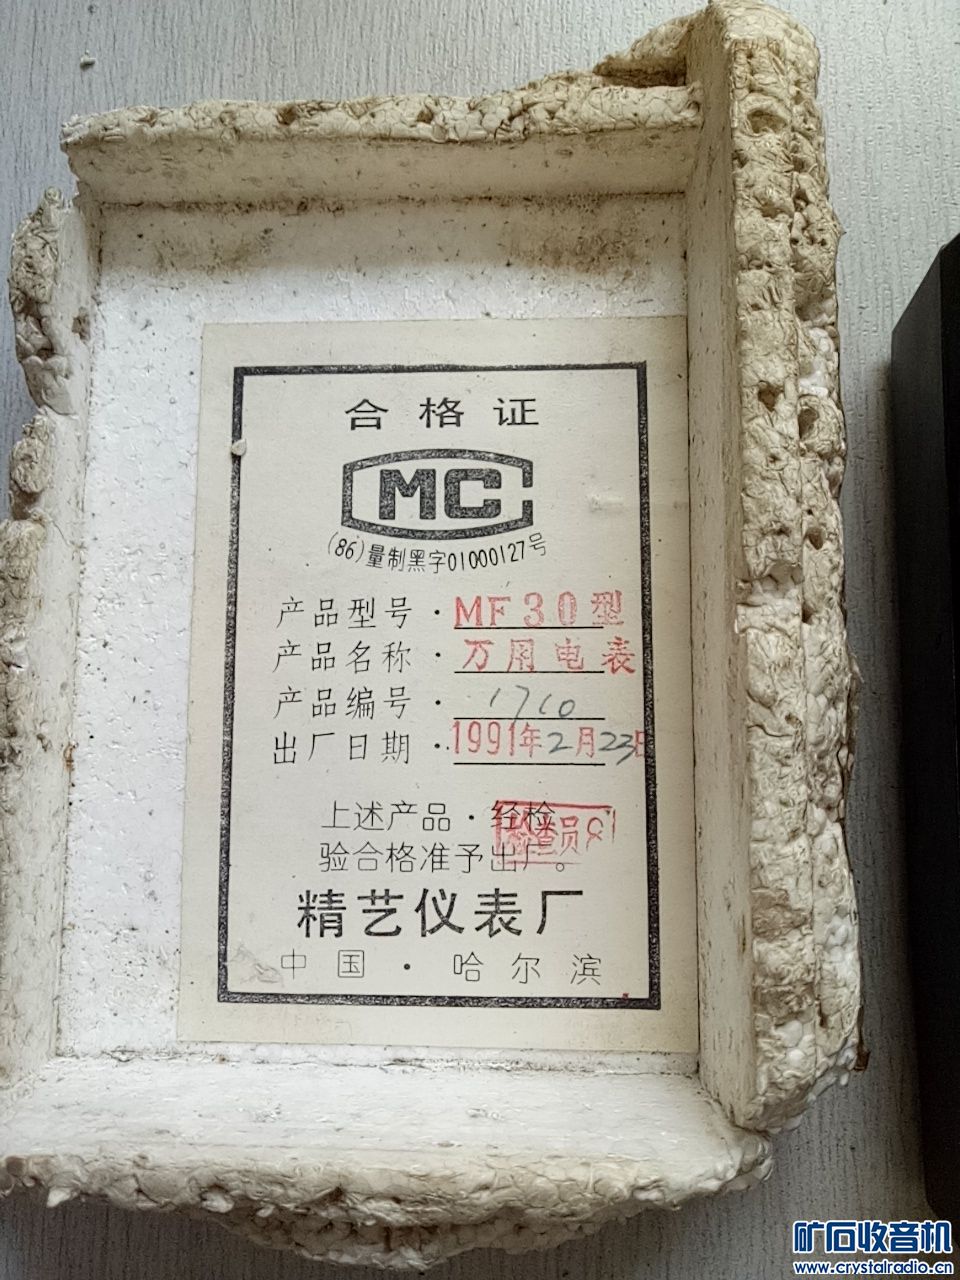 合格证
MC
(86)量制黑字01000127号
产品型号·MF30型
产品名称·万用电表
产品编号·1710
出厂日期·1991年2月23日
上述产品·经检
检查员
验合格准予出厂。
精艺仪表厂
中国·哈尔滨
矿石收音机
www.crystalradio.cn